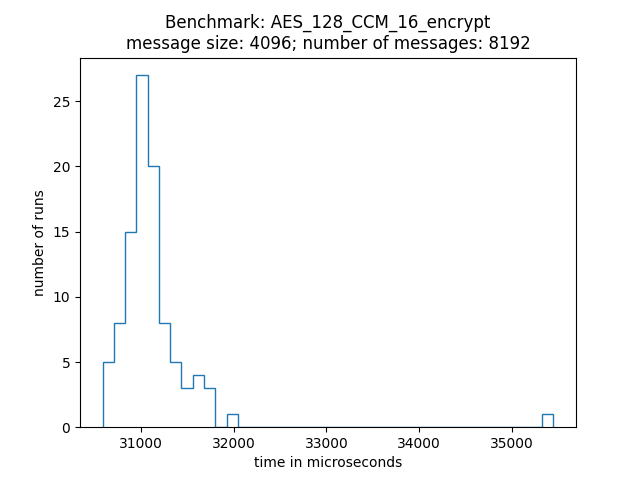 Benchmark: AES_128_CCM_16_encrypt
message size: 4096; number of messages: 8192
25
20
15
10
5
0
number of runs
31000 32000 33000 34000 35000
time in microseconds